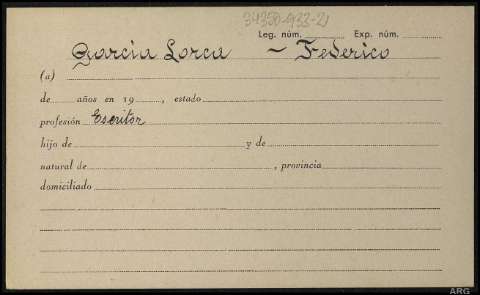 34350-933-21
Leg. núm. Exp. núm.
García Lorca - Federico
(a)
de años en 19 , estado
profesión Escritor
hijo de y de
natural de , provincia
domiciliado
ARG